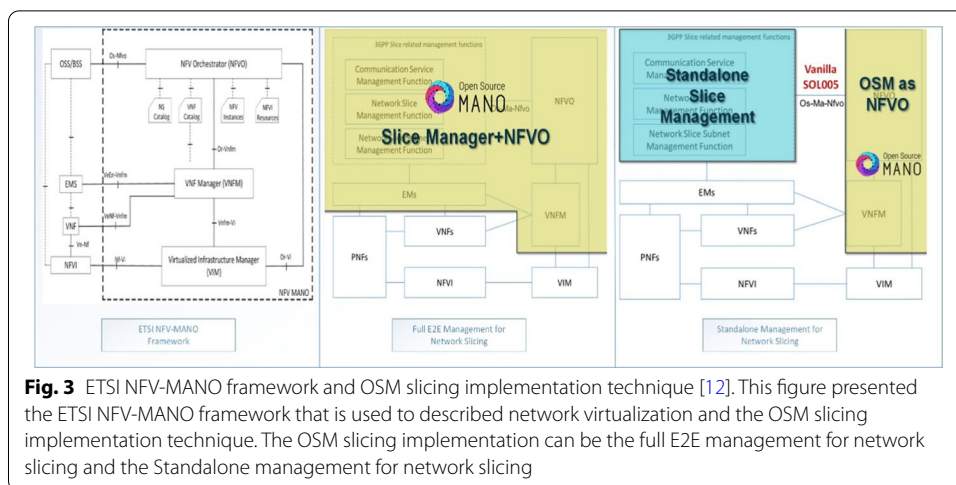 OSS/BSS
Os-Nfvo
NFV Orchestrator (NFVO)
NS
Catalog
VNF
Catalog
NFV
Instances
NFVI
Resources
Or-Vnfm
EMS
VNF Manager (VNFM)
VNF
Vn-Nf
Vnfm-Vi
NFVI
Virtualized Infrastructure Manager
(VIM)
Or-Vi
NFV MANO
ETSI NFV-MANO
Framework
3GPP Slice related management functions
Communication Service
Management Function
Network Slice
Management Function
Management Function
Open Source
MANO
Os-Ma-Nfvo
NFVO
Slice Manager+NFVO
EMs
VNFM
VNFs
PNFs
NFVI
VIM
Full E2E Management for
Network Slicing
3GPP Slice related management functions
Communication Service
Standalone
Slice
Management
Network Slice Subnet
Management Function
Vanilla
SOL005
Os-Ma-Nfvo
OSM as
NFVO
Open Source
MANO
EMs
VNFM
VNFs
PNFs
NFVI
VIM
Standalone Management for
Network Slicing
Fig. 3 ETSI NFV-MANO framework and OSM slicing implementation technique [12]. This figure presented
the ETSI NFV-MANO framework that is used to described network virtualization and the OSM slicing
implementation technique. The OSM slicing implementation can be the full E2E management for network
slicing and the Standalone management for network slicing